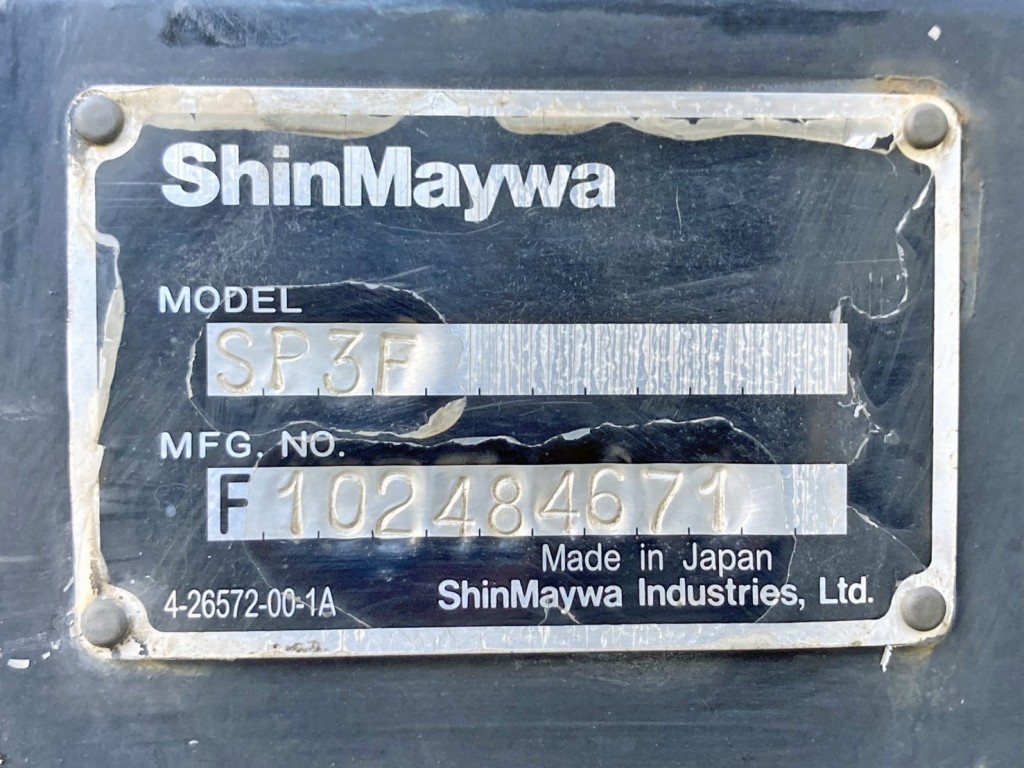 ShinMaywa
MODEL
SP3F
MFG. NO.
F 102484671
Made in Japan
4-26572-00-1A
ShinMaywa Industries, Ltd.